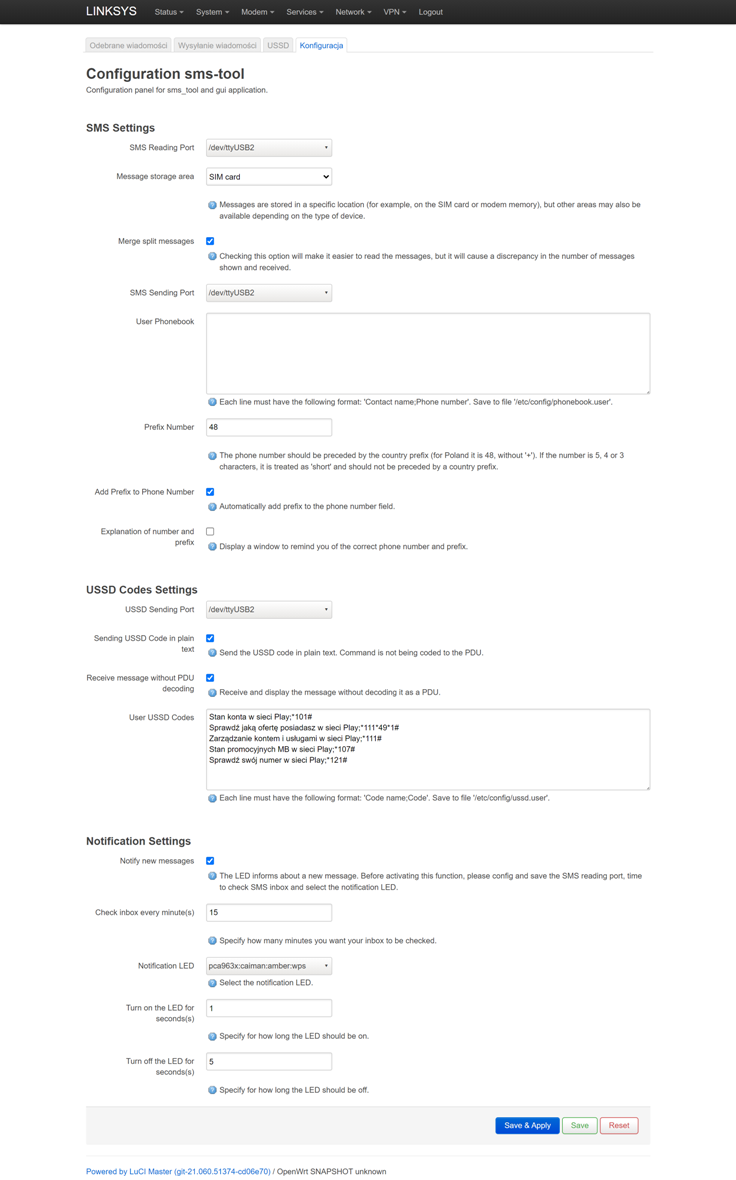 LINKSYS Status System Modem Services Network VPN Logout
Odebrane wiadomości Wysyłanie wiadomości USSD Konfiguracja
Configuration sms-tool
Configuration panel for sms_tool and gui application.
SMS Settings
SMS Reading Port /dev/ttyUSB2
Message storage area SIM card
Messages are stored in a specific location (for example, on the SIM card or modem memory), but other areas may also be
available depending on the type of device.
Merge split messages
Checking this option will make it easier to read the messages, but it will cause a discrepancy in the number of messages
shown and received.
SMS Sending Port /dev/ttyUSB2
User Phonebook
Each line must have the following format: 'Contact name;Phone number'. Save to file '/etc/config/phonebook.user'.
Prefix Number 48
The phone number should be preceded by the country prefix (for Poland it is 48, without '+'). If the number is 5, 4 or 3
characters, it is treated as 'short' and should not be preceded by a country prefix.
Add Prefix to Phone Number
Automatically add prefix to the phone number field.
Explanation of number and
prefix
Display a window to remind you of the correct phone number and prefix.
USSD Codes Settings
USSD Sending Port /dev/ttyUSB2
Sending USSD Code in plain
text
Send the USSD code in plain text. Command is not being coded to the PDU.
Receive message without PDU
decoding
Receive and display the message without decoding it as a PDU.
User USSD Codes
Stan konta w sieci Play;*101#
Sprawdź jaką ofertę posiadasz w sieci Play;*111*49*1#
Zarządzanie kontem i usługami w sieci Play;*111#
Stan promocyjnych MB w sieci Play;*107#
Sprawdź swój numer w sieci Play;*121#
Each line must have the following format: 'Code name;Code'. Save to file '/etc/config/ussd.user'.
Notification Settings
Notify new messages
The LED informs about a new message. Before activating this function, please config and save the SMS reading port, time
to check SMS inbox and select the notification LED.
Check inbox every minute(s) 15
Specify how many minutes you want your inbox to be checked.
Notification LED pca963x:caiman:amber:wps
Select the notification LED.
Turn on the LED for
seconds(s)
1
Specify for how long the LED should be on.
Turn off the LED for
seconds(s)
5
Specify for how long the LED should be off.
Save & Apply Save Reset
Powered by LuCI Master (git-21.060.51374-cd06e70) / OpenWrt SNAPSHOT unknown